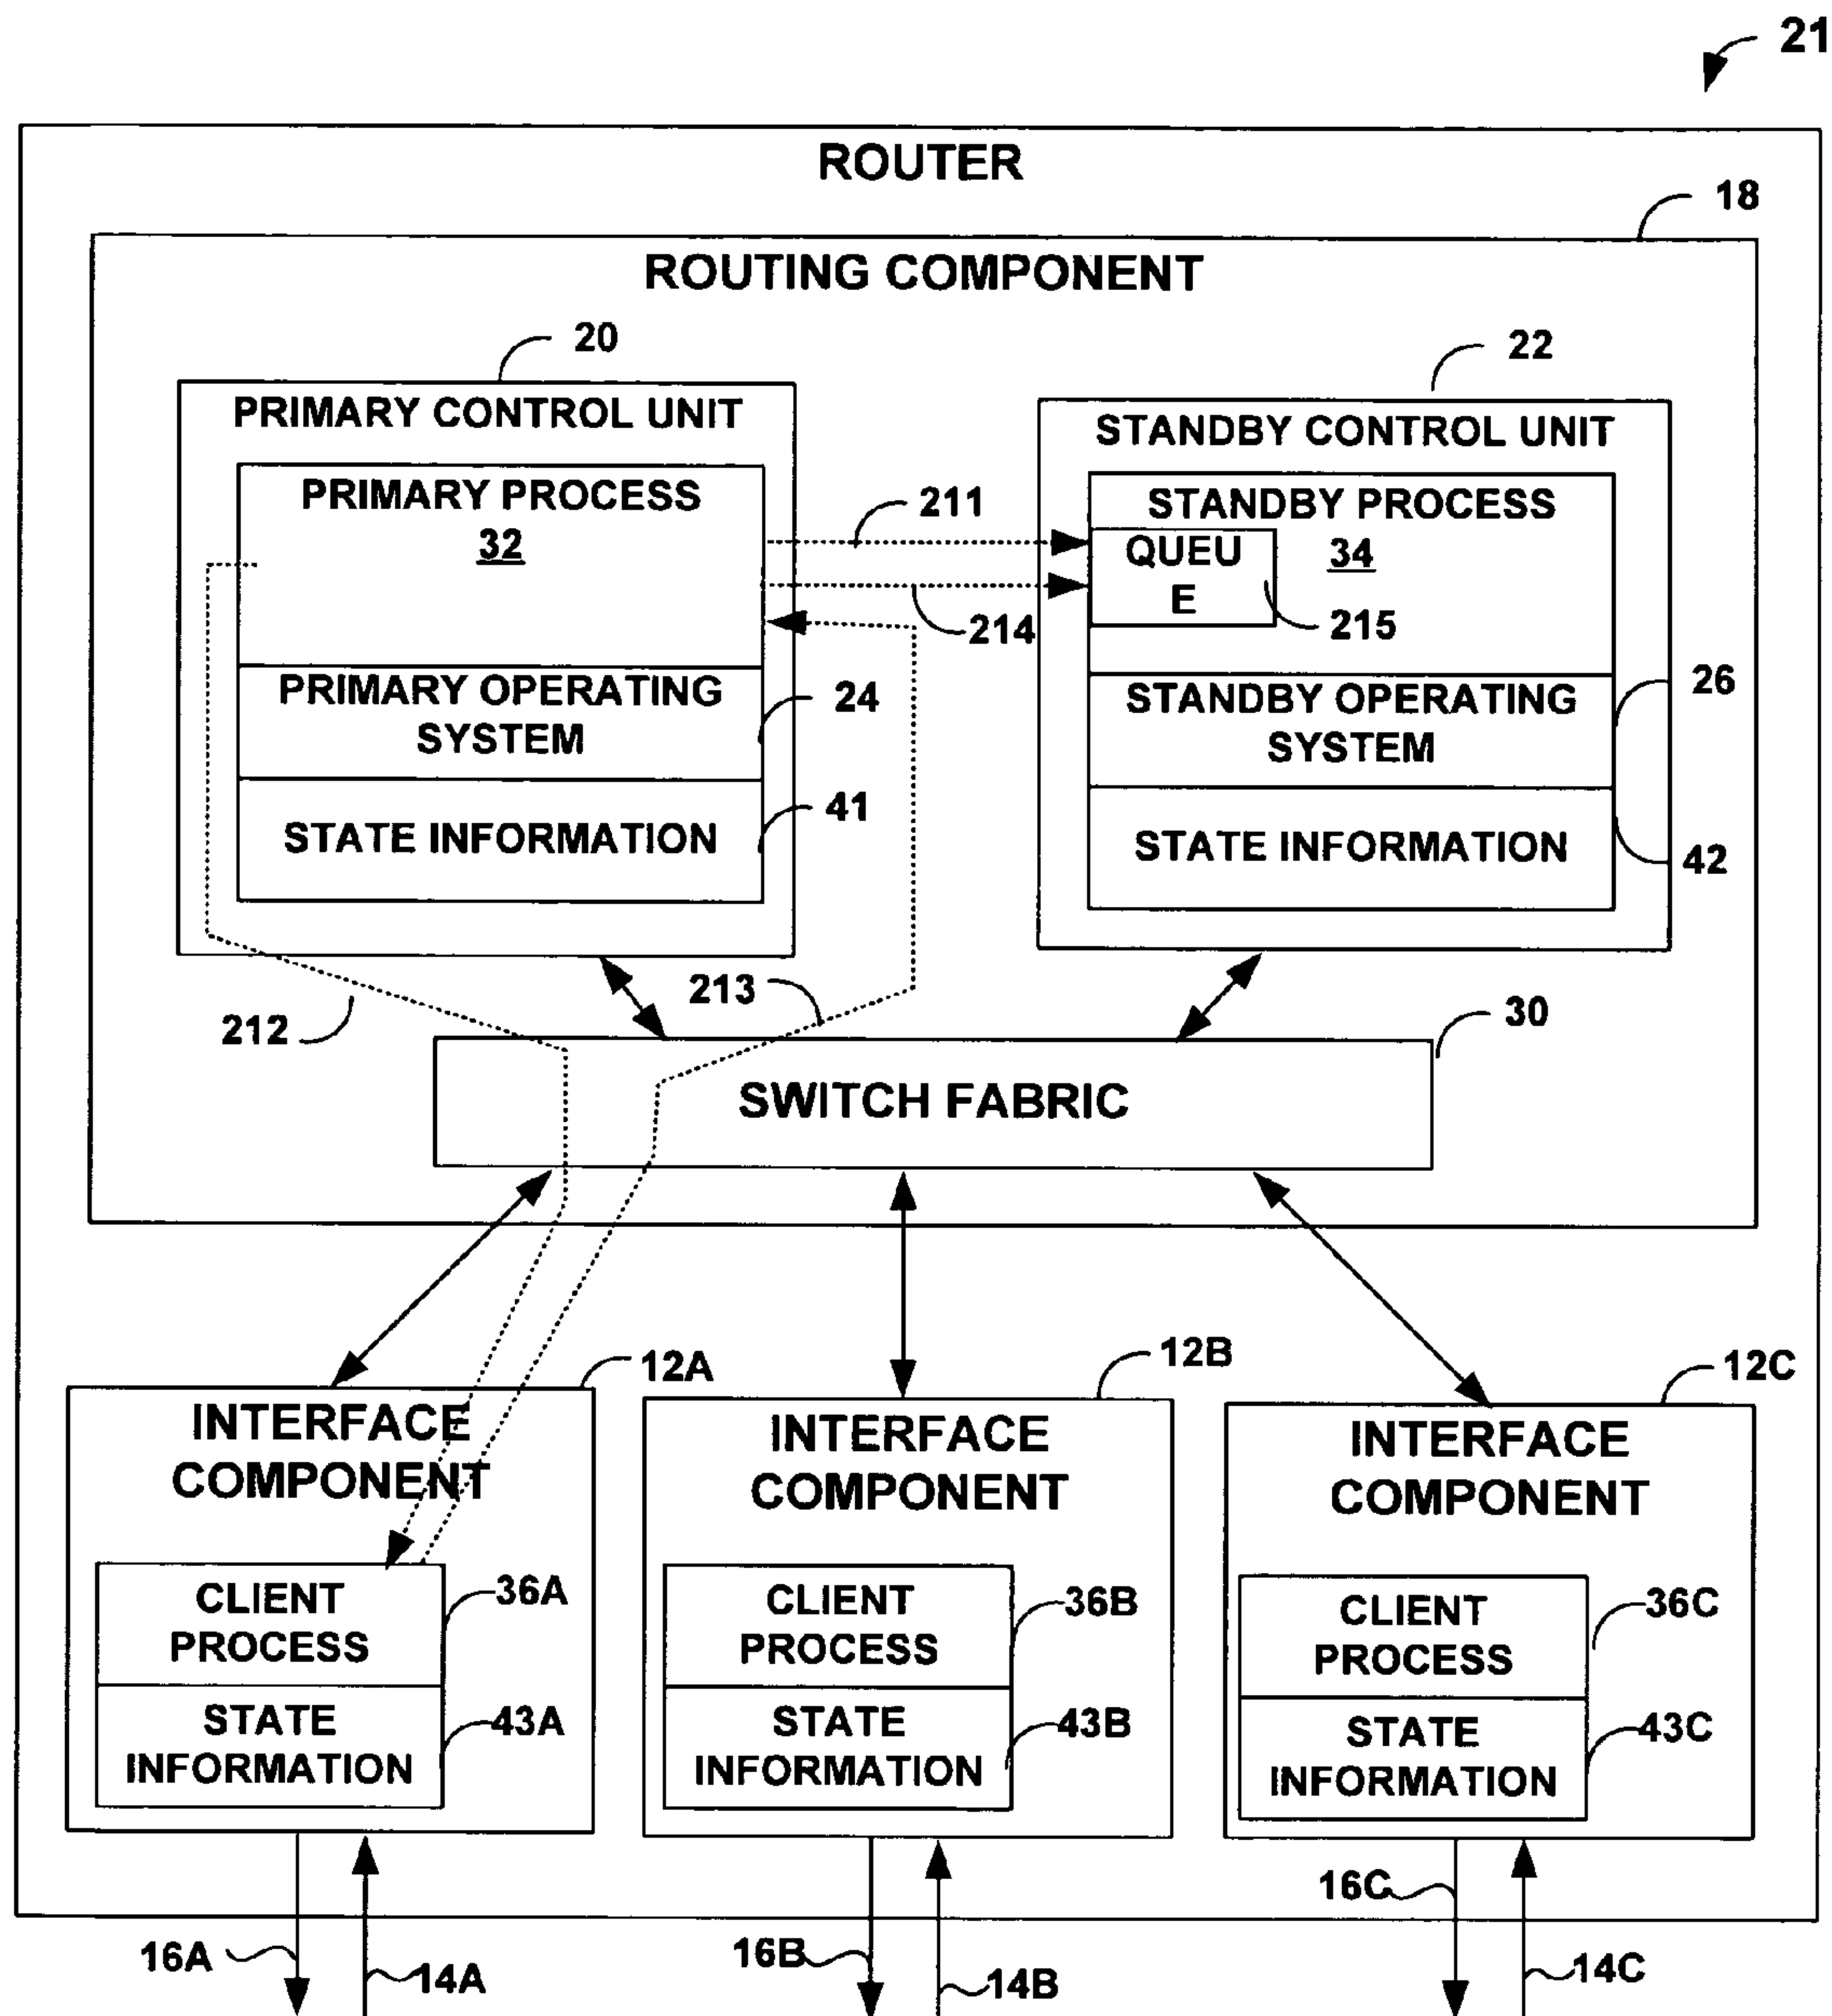 21
ROUTER
18
ROUTING COMPONENT
20
22
PRIMARY CONTROL UNIT
STANDBY CONTROL UNIT
PRIMARY PROCESS
32
211
STANDBY PROCESS
34
QUEU
E
214
215
PRIMARY OPERATING
SYSTEM
24
STANDBY OPERATING
SYSTEM
26
STATE INFORMATION
41
STATE INFORMATION
42
212
213
30
SWITCH FABRIC
12A
12B
12C
INTERFACE
COMPONENT
INTERFACE
COMPONENT
INTERFACE
COMPONENT
CLIENT
PROCESS
36A
CLIENT
PROCESS
36B
CLIENT
PROCESS
36C
STATE
INFORMATION
43A
STATE
INFORMATION
43B
STATE
INFORMATION
43C
16A
14A
16B
14B
16C
14C